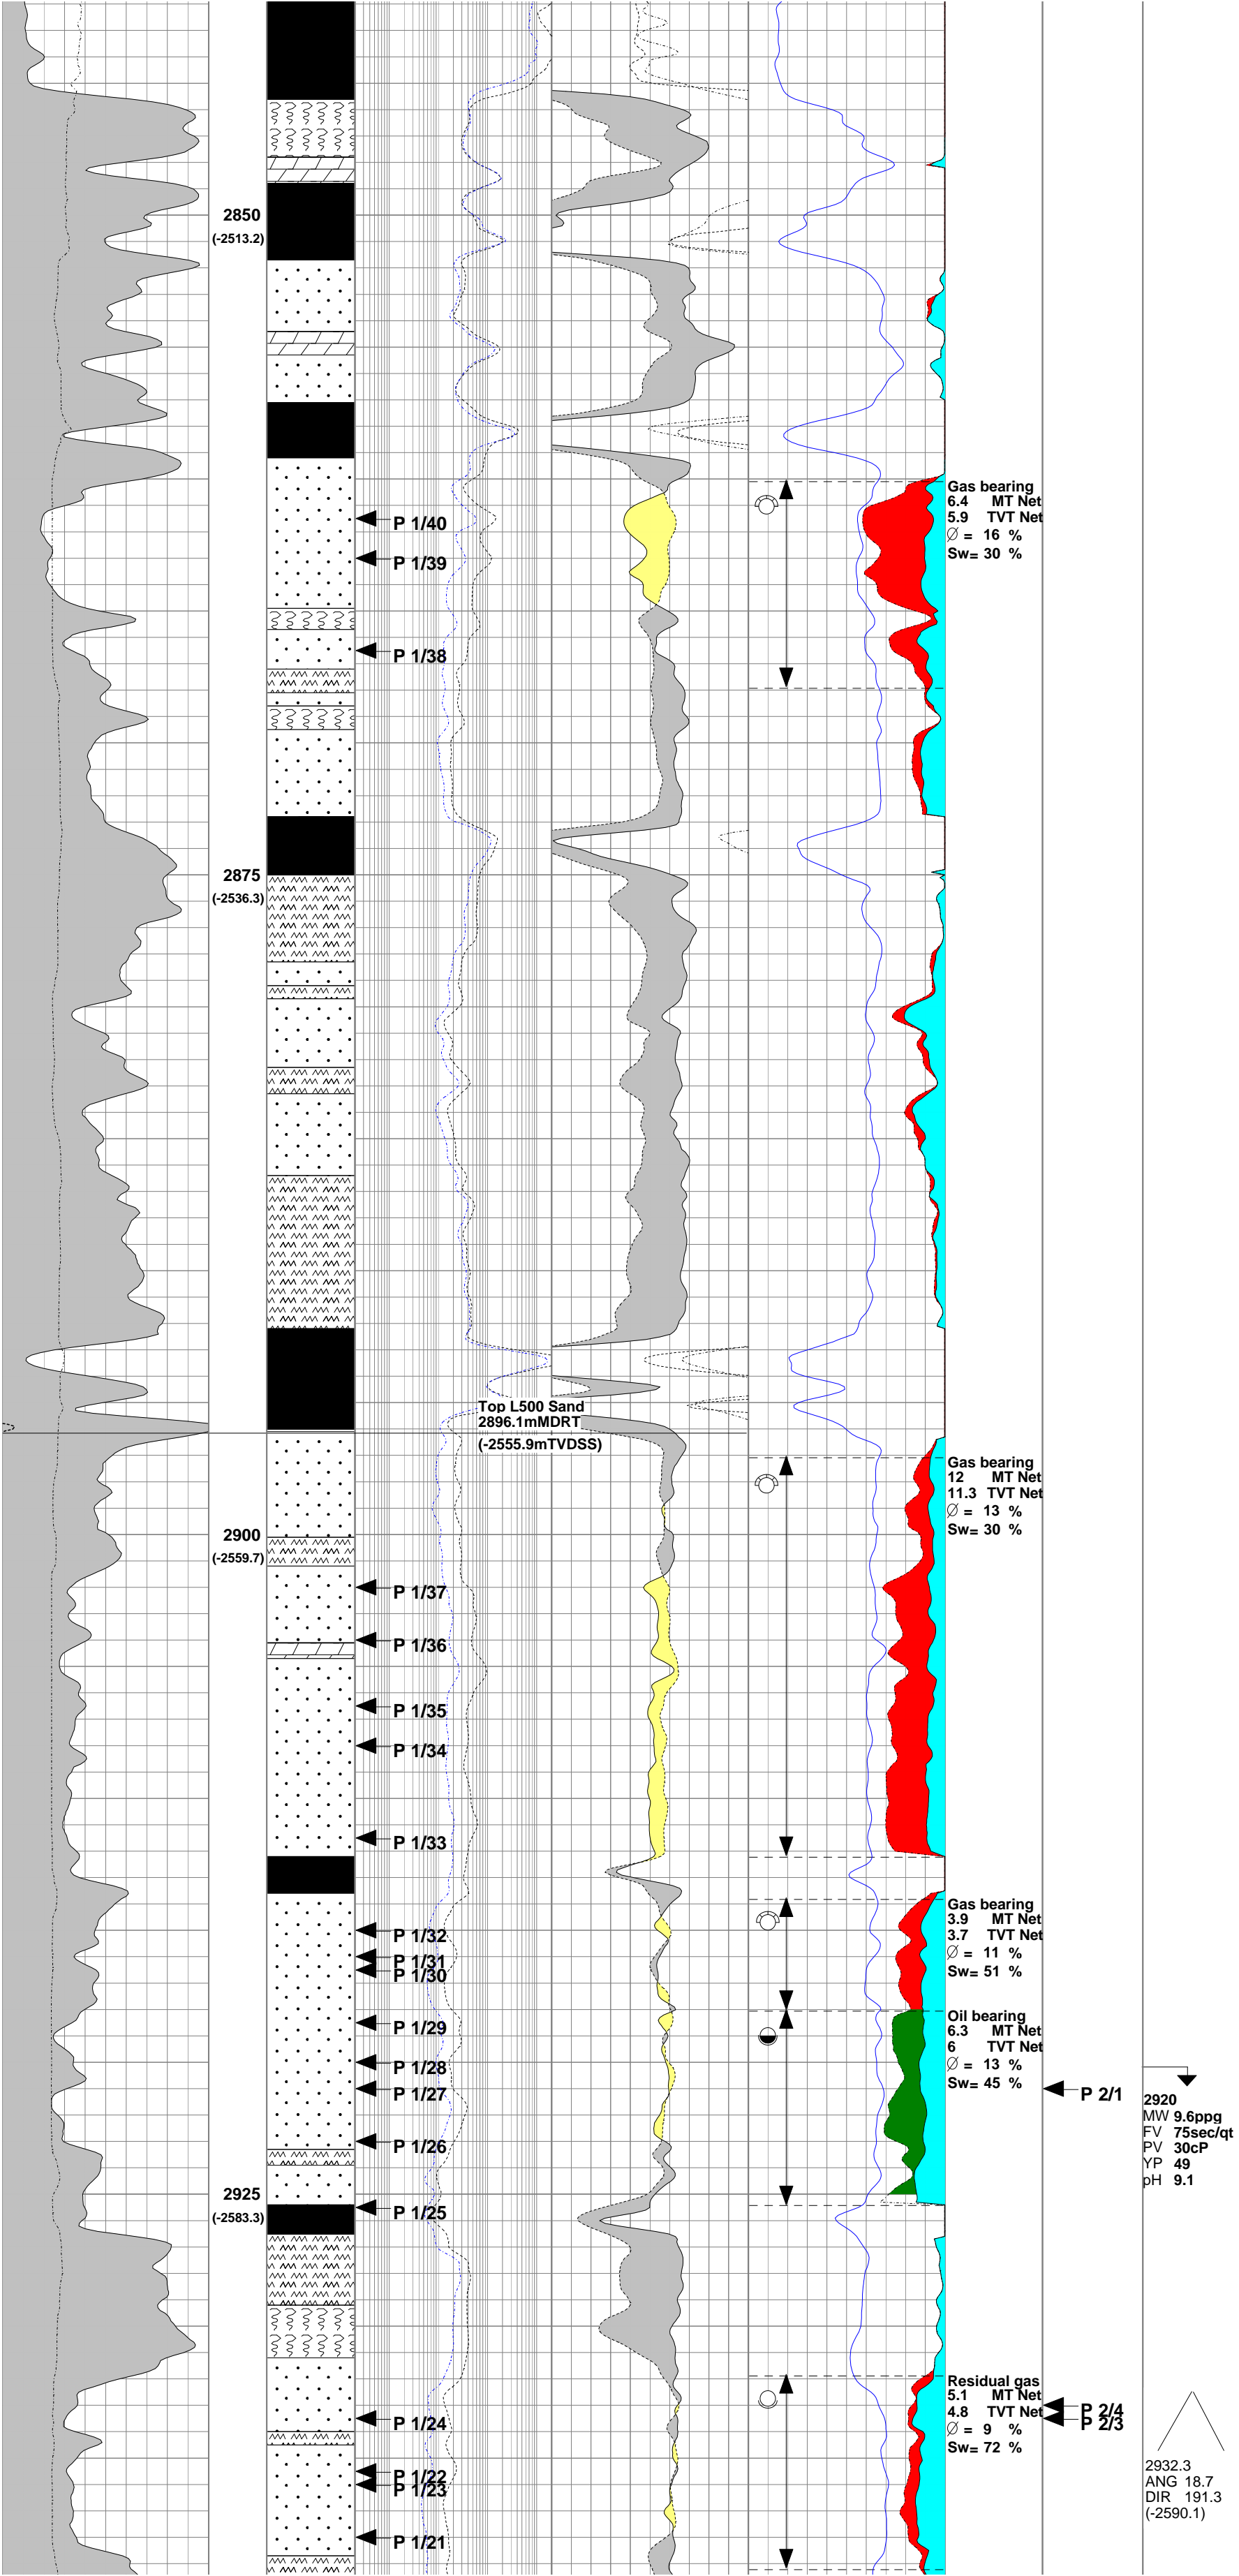 2850
(-2513.2)
Gas bearing
6.4 MT Net
5.9 TVT Net
Ø = 16 %
Sw= 30 %
P 1/40
P 1/39
P 1/38
2875
(-2536.3)
Top L500 Sand
2896.1mMDRT
(-2555.9mTVDSS)
Gas bearing
12 MT Net
11.3 TVT Net
Ø = 13 %
Sw= 30 %
2900
(-2559.7)
P 1/37
P 1/36
P 1/35
P 1/34
P 1/33
Gas bearing
3.9 MT Net
3.7 TVT Net
Ø = 11 %
Sw= 51 %
P 1/32
P 1/31
P 1/30
Oil bearing
6.3 MT Net
6 TVT Net
Ø = 13 %
Sw= 45 %
P 1/29
P 1/28
P 1/27
P 1/26
P 2/1
2920
MW 9.6ppg
FV 75sec/qt
PV 30cP
YP 49
pH 9.1
2925
(-2583.3)
P 1/25
Residual gas
5.1 MT Net
4.8 TVT Net
Ø = 9 %
Sw= 72 %
P 2/4
P 2/3
P 1/24
P 1/22
P 1/23
P 1/21
2932.3
ANG 18.7
DIR 191.3
(-2590.1)